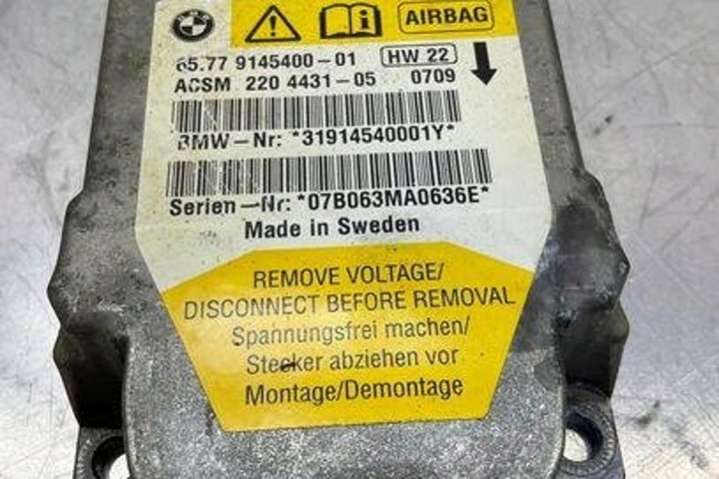 BMW
AIRBAG
65.77 9145400-01 HW 22
ACSM 220 4431-05 0709
BMW-Nr: *31914540001Y*
Serien-Nr: *07B063MA0636E*
Made in Sweden
REMOVE VOLTAGE/
DISCONNECT BEFORE REMOVAL
Spannungsfrei machen/
Stecker abziehen vor
Montage/Demontage